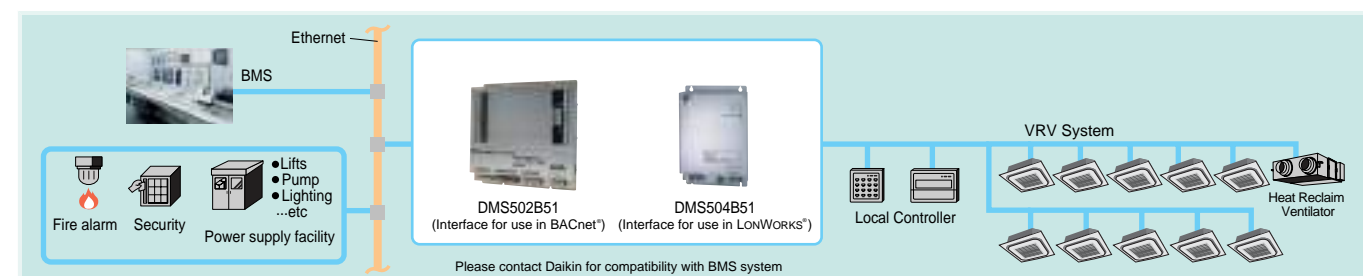 Ethernet
BMS
Fire alarm
Security
●Lifts
●Pump
●Lighting
...etc
Power supply facility
DMS502B51
(Interface for use in BACnet®)
DMS504B51
(Interface for use in LONWORKS®)
Please contact Daikin for compatibility with BMS system
Local Controller
VRV System
Heat Reclaim
Ventilator